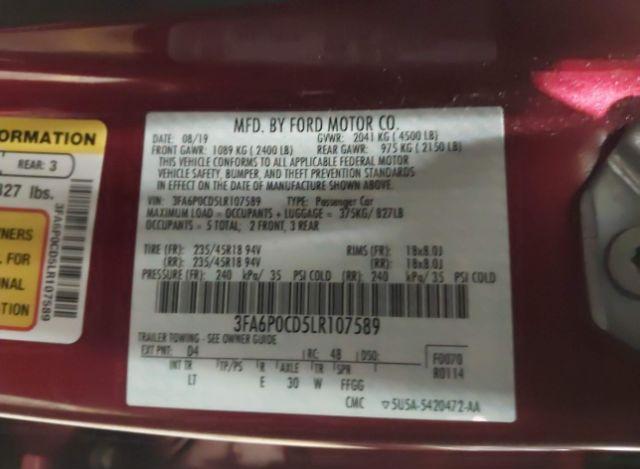 ORMATION
REAR: 3
327 lbs.
3FA6P0CD5LR107589
WNERS
L FOR
ONAL
TION
MFD. BY FORD MOTOR CO.
DATE: 08/19 GVWR: 2041 KG ( 4500 LB)
FRONT GAWR: 1089 KG ( 2400 LB) REAR GAWR: 975 KG ( 2150 LB)
THIS VEHICLE CONFORMS TO ALL APPLICABLE FEDERAL MOTOR
VEHICLE SAFETY, BUMPER, AND THEFT PREVENTION STANDARDS
IN EFFECT ON THE DATE OF MANUFACTURE SHOWN ABOVE.
VIN: 3FA6P0CD5LR107589 TYPE: Passenger Car
MAXIMUM LOAD = OCCUPANTS + LUGGAGE = 375KG/ 827LB
OCCUPANTS = 5 TOTAL; 2 FRONT, 3 REAR
TIRE (FR): 235/45R18 94V RIMS (FR): 18x8.0J
(RR): 235/45R18 94V (RR): 18x8.0J
PRESSURE (FR): 240 kPa/ 35 PSI COLD (RR): 240 kPa/ 35 PSI COLD
3FA6P0CD5LR107589
TRAILER TOWING - SEE OWNER GUIDE
EXT PNT: D4 RC: 48 DSO: F0070
R0114
INT TR TP/PS R AXLE TR SPR
LT E 30 W FFGG
CMC ▽5U5A-5420472-AA